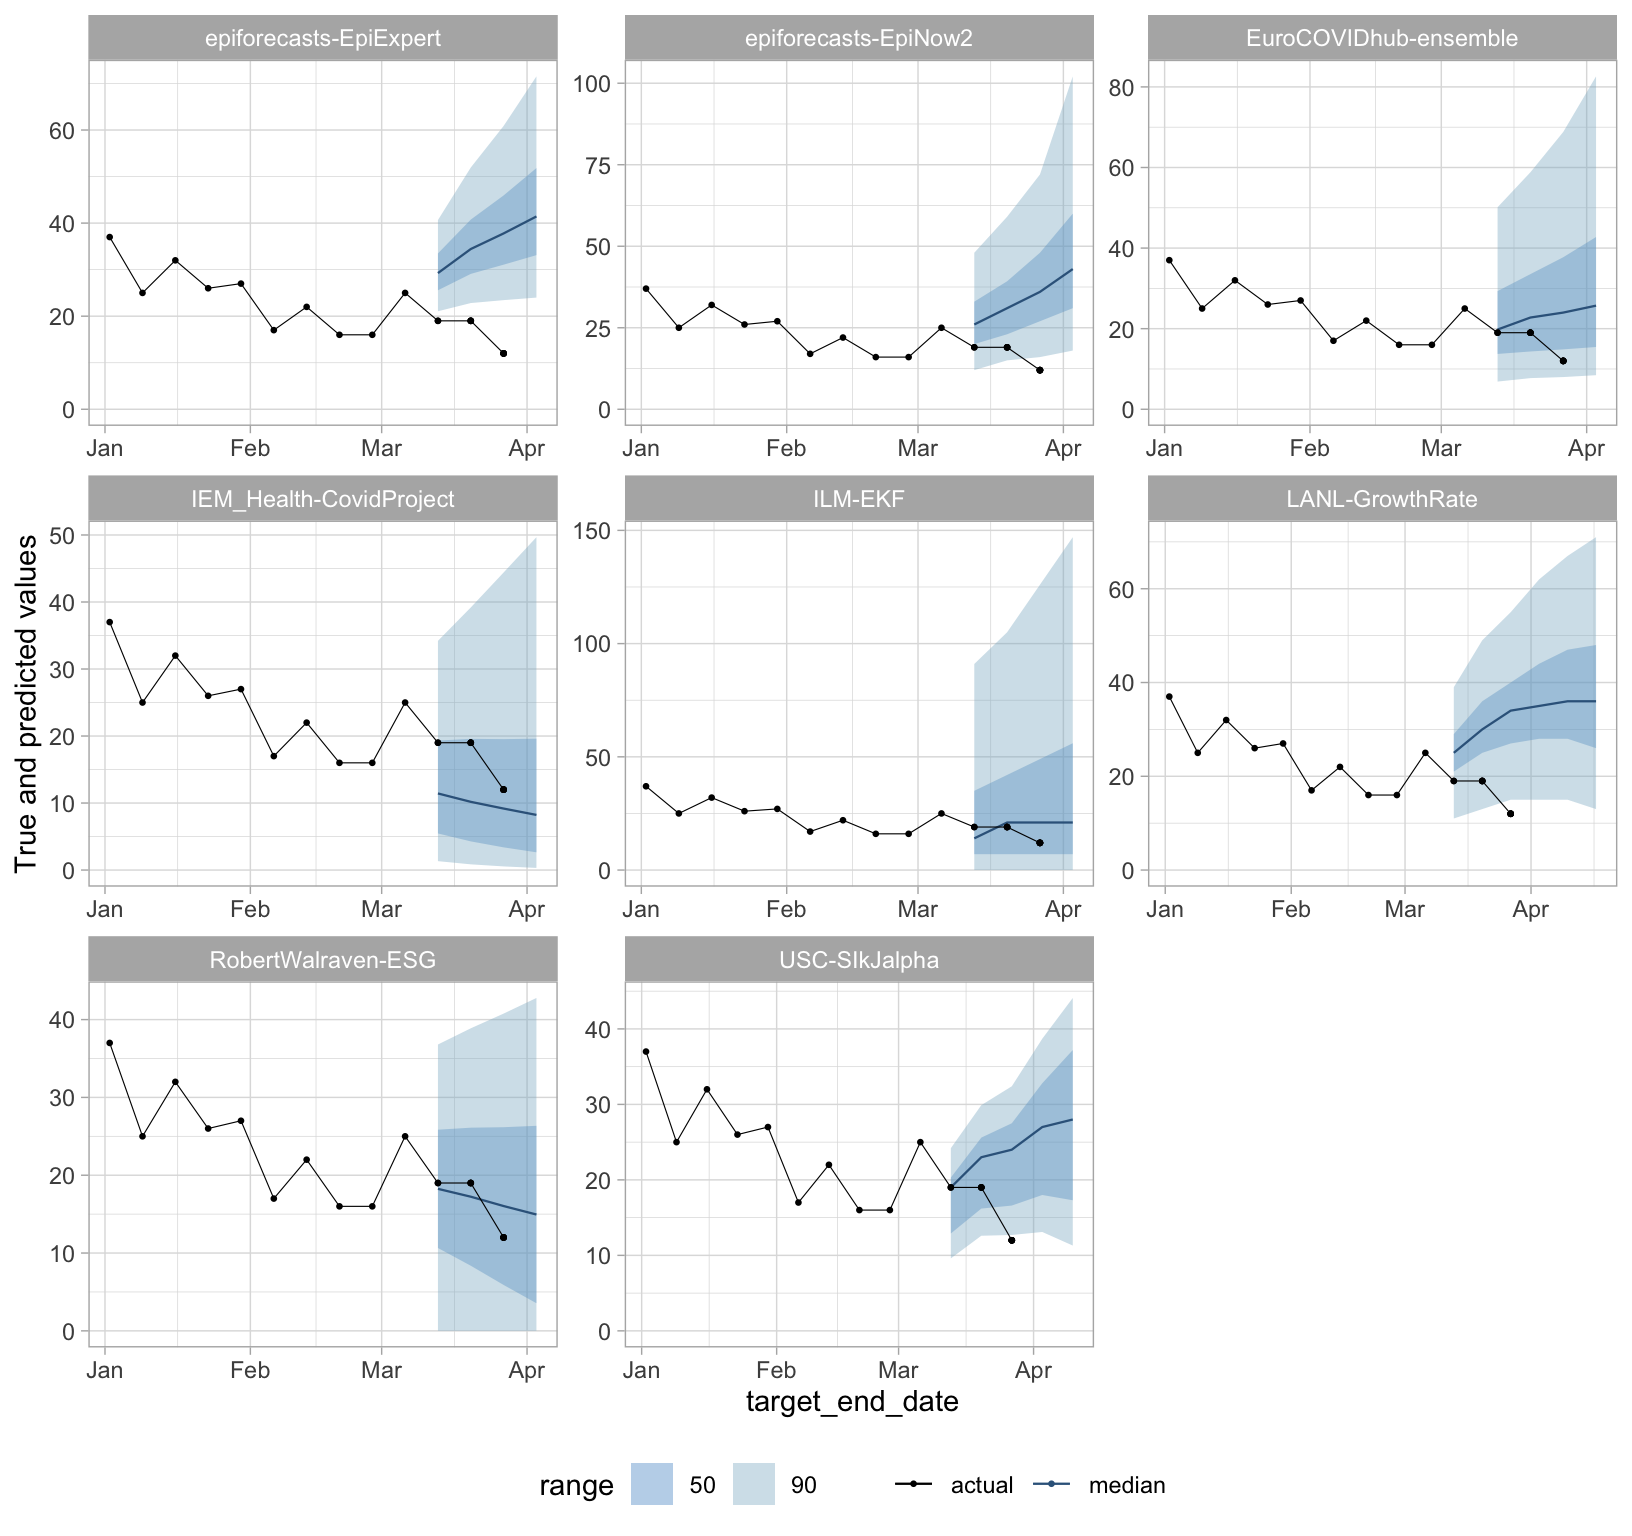 epiforecasts-EpiExpert
epiforecasts-EpiNow2
EuroCOVIDhub-ensemble
60
40
20
0
Jan Feb Mar Apr
100
75
50
25
0
Jan Feb Mar Apr
80
60
40
20
0
Jan Feb Mar Apr
True and predicted values
IEM_Health-CovidProject
ILM-EKF
LANL-GrowthRate
50
40
30
20
10
0
Jan Feb Mar Apr
150
100
50
0
Jan Feb Mar Apr
60
40
20
0
Jan Feb Mar Apr
RobertWalraven-ESG
USC-SIkJalpha
40
30
20
10
0
Jan Feb Mar Apr
40
30
20
10
0
Jan Feb Mar Apr
target_end_date
range 50 90 actual median